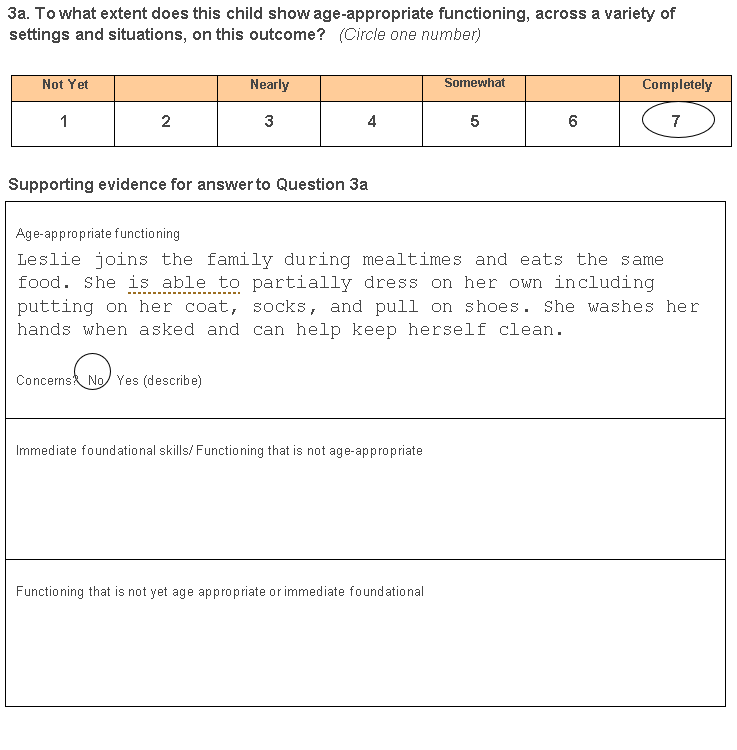 3a. To what extent does this child show age-appropriate functioning, across a variety of
settings and situations, on this outcome? (Circle one number)
Not Yet Nearly Somewhat Completely
1 2 3 4 5 6 7
Supporting evidence for answer to Question 3a
Age-appropriate functioning
Leslie joins the family during mealtimes and eats the same
food. She is able to partially dress on her own including
putting on her coat, socks, and pull on shoes. She washes her
hands when asked and can help keep herself clean.
Concerns? No Yes (describe)
Immediate foundational skills/ Functioning that is not age-appropriate
Functioning that is not yet age appropriate or immediate foundational